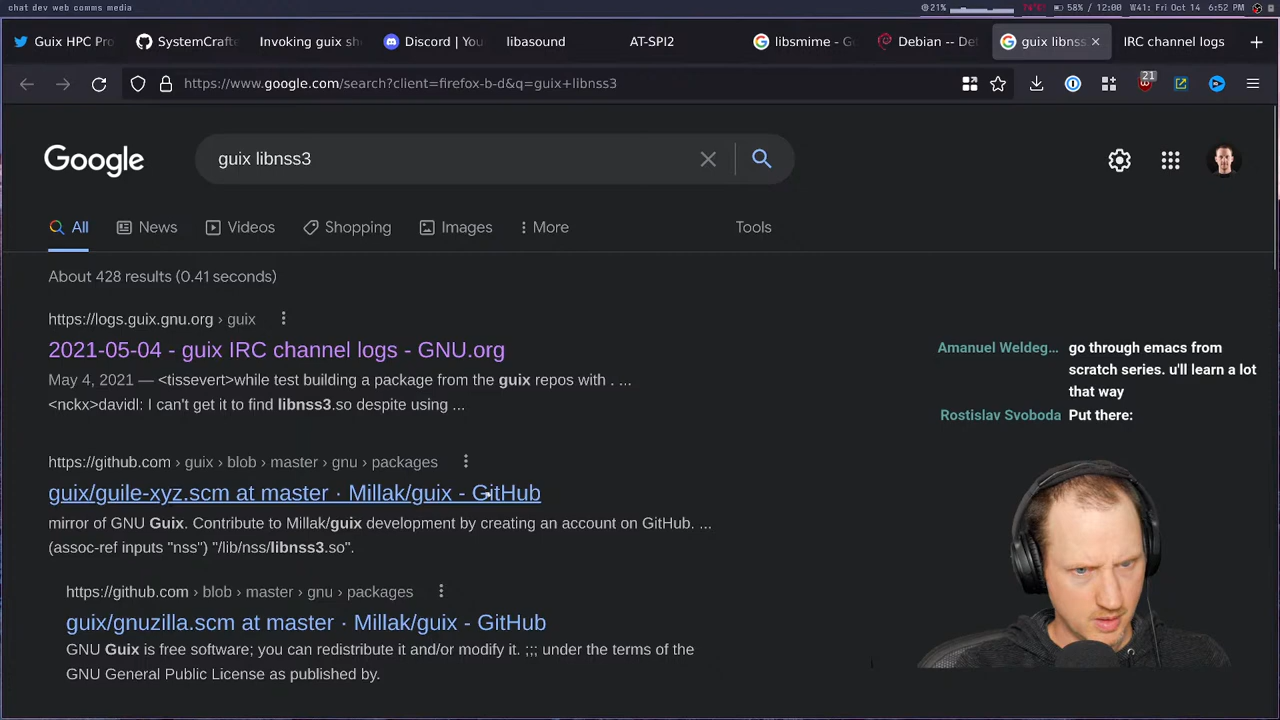 chat dev web comms media
21%
76°C
58% / 12:00
W41: Fri Oct 14
6:52 PM
Guix HPC Pro
SystemCrafte
Invoking guix sh
Discord | You
libasound
AT-SPI2
libsmime - Go
Debian -- Det
guix libnss
IRC channel logs
https://www.google.com/search?client=firefox-b-d&q=guix+libnss3
21
Google
guix libnss3
All
News
Videos
Shopping
Images
More
Tools
About 428 results (0.41 seconds)
https://logs.guix.gnu.org › guix
2021-05-04 - guix IRC channel logs - GNU.org
May 4, 2021 — <tissevert>while test building a package from the guix repos with . ...
<nckx>davidl: I can't get it to find libnss3.so despite using ...
Amanuel Weldeg... go through emacs from
scratch series. u'll learn a lot
that way
Rostislav Svoboda Put there:
https://github.com › guix › blob › master › gnu › packages
guix/guile-xyz.scm at master · Millak/guix - GitHub
mirror of GNU Guix. Contribute to Millak/guix development by creating an account on GitHub. ...
(assoc-ref inputs "nss") "/lib/nss/libnss3.so".
https://github.com › blob › master › gnu › packages
guix/gnuzilla.scm at master · Millak/guix - GitHub
GNU Guix is free software; you can redistribute it and/or modify it. ;;; under the terms of the
GNU General Public License as published by.